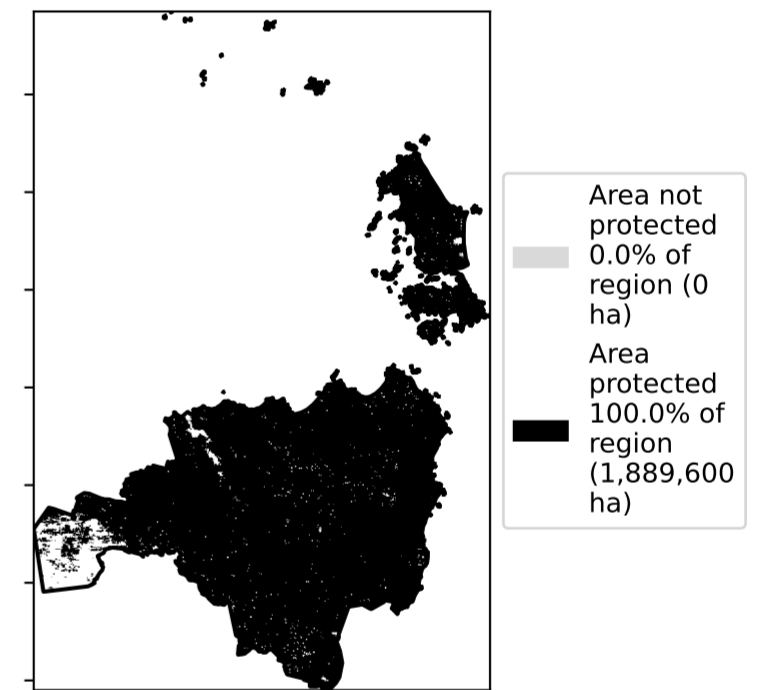 Area not
protected
0.0% of
region (0
ha)
Area
protected
100.0% of
region
(1,889,600
ha)